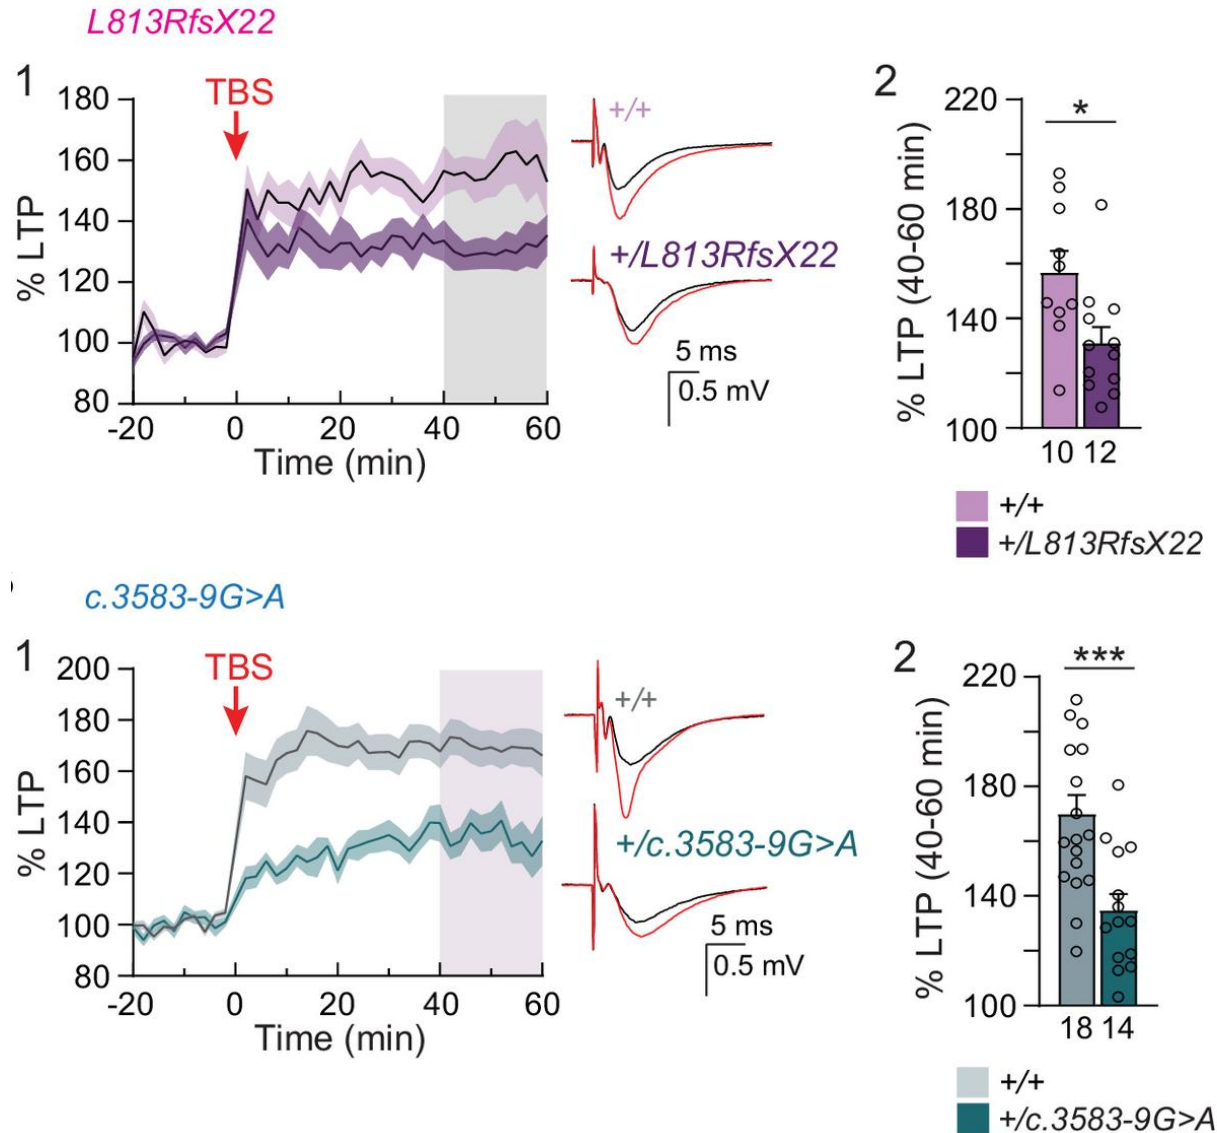 L813RfsX22
1
TBS
% LTP
180
160
140
120
100
80
-20
0
20
40
60
Time (min)
+/+
+/L813RfsX22
5 ms
0.5 mV
2
% LTP (40-60 min)
220
180
140
100
*
10 12
+/+
+/L813RfsX22
c.3583-9G>A
1
TBS
% LTP
200
180
160
140
120
100
80
-20
0
20
40
60
Time (min)
+/+
+/c.3583-9G>A
5 ms
0.5 mV
2
% LTP (40-60 min)
220
180
140
100
***
18 14
+/+
+/c.3583-9G>A